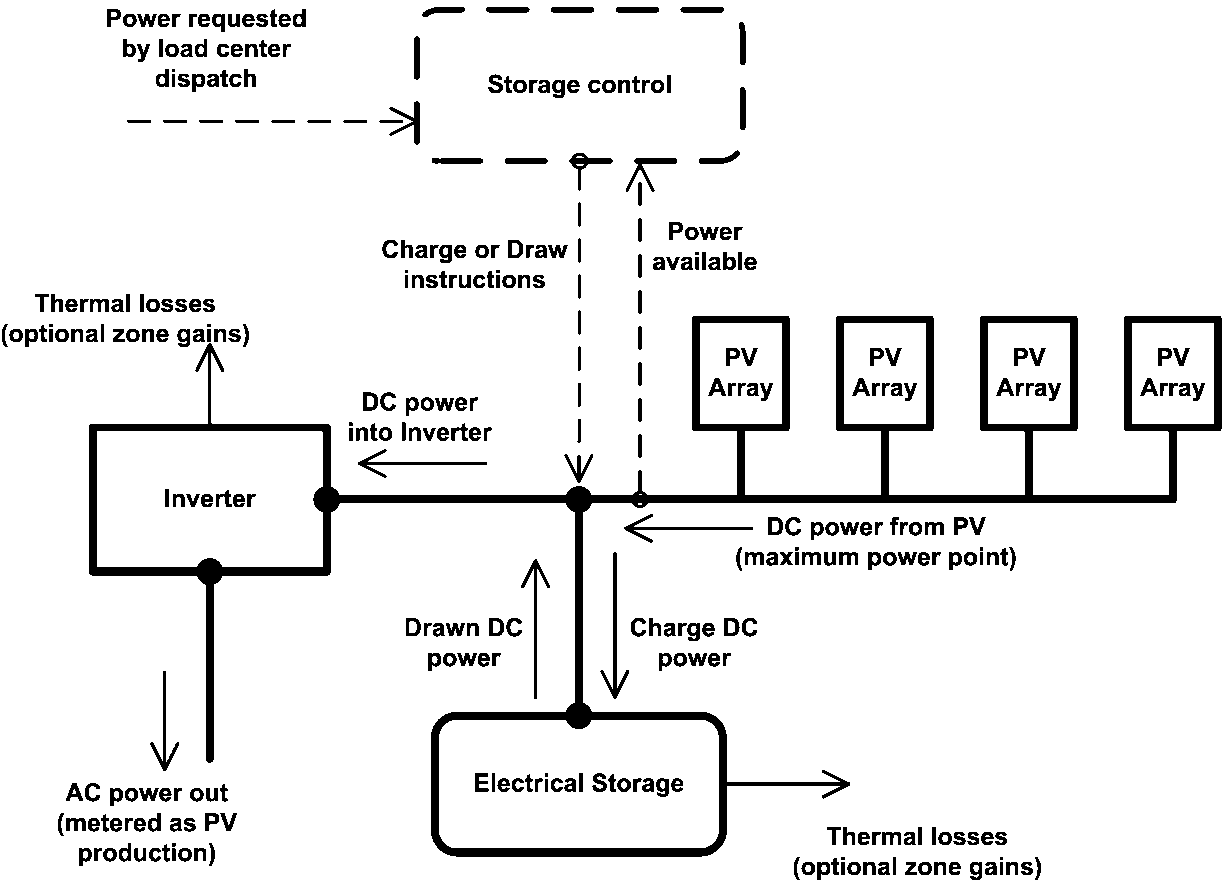 Power requested
by load center
dispatch
Storage control
Charge or Draw
instructions
Power
available
Thermal losses
(optional zone gains)
PV
Array
PV
Array
PV
Array
PV
Array
DC power
into Inverter
Inverter
DC power from PV
(maximum power point)
Drawn DC
power
Charge DC
power
AC power out
(metered as PV
production)
Electrical Storage
Thermal losses
(optional zone gains)